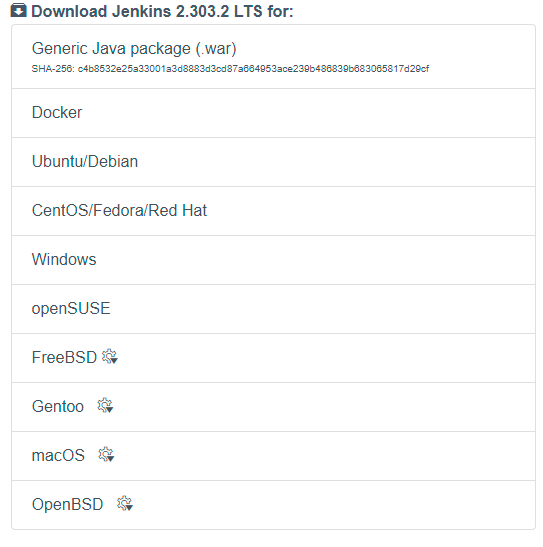 Download Jenkins 2.303.2 LTS for:
Generic Java package (.war)
SHA-256: c4b8532e25a33001a3d8883d3cd87a664953ace239b486839b683065817d29cf
Docker
Ubuntu/Debian
CentOS/Fedora/Red Hat
Windows
openSUSE
FreeBSD
Gentoo
macOS
OpenBSD